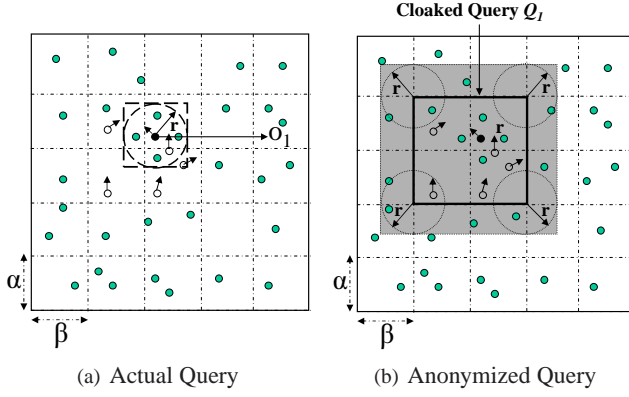 Cloaked Query Q1
r
r
r
O1
r
r
α
α
β
β
(a) Actual Query
(b) Anonymized Query